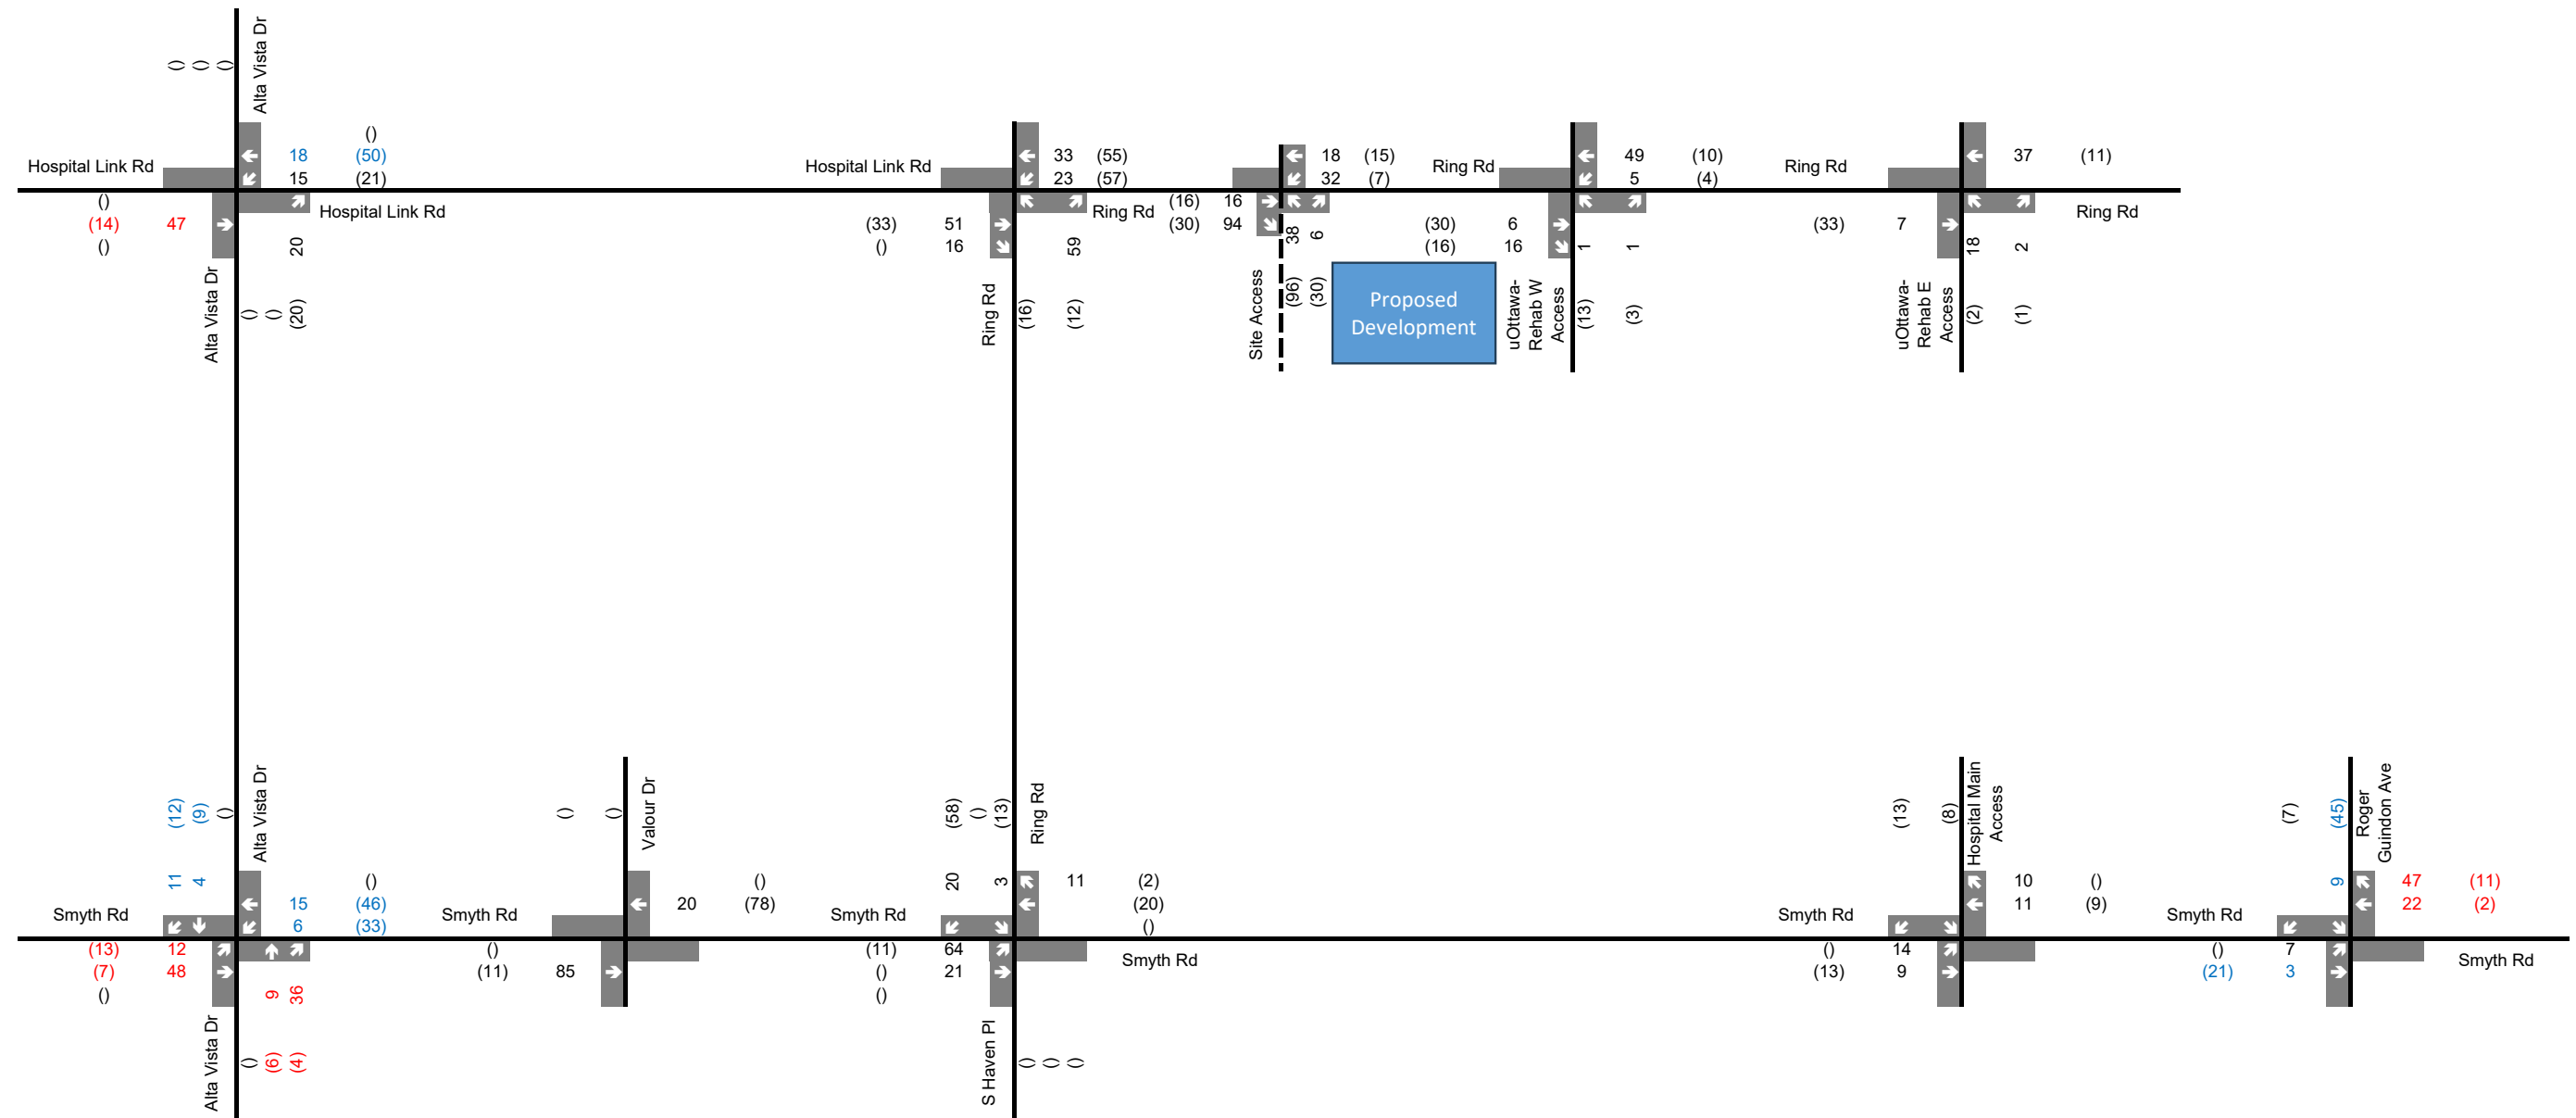 Alta Vista Dr
() () ()
Hospital Link Rd
()
18 (50)
15 (21)
()
(14) 47
()
Hospital Link Rd
20
Alta Vista Dr
() () (20)
Hospital Link Rd
33 (55)
23 (57)
(33) 51
() 16
Ring Rd
59
Ring Rd
(16) (12)
18 (15)
32 (7)
(16) 16
(30) 94
38 6
Site Access
(96) (30)
Proposed
Development
Ring Rd
49 (10)
5 (4)
(30) 6
(16) 16
1 1
uOttawa-
Rehab W
Access
(13) (3)
Ring Rd
37 (11)
(33) 7
Ring Rd
18 2
uOttawa-
Rehab E
Access
(2) (1)
(12) (9) ()
Alta Vista Dr
11 4
()
15 (46)
6 (33)
Smyth Rd
(13) 12
(7) 48
()
9 36
Alta Vista Dr
() (6) (4)
() ()
Valour Dr
()
20 (78)
Smyth Rd
()
(11) 85
(58) () (13)
Ring Rd
20 3
11 (2)
(20)
()
Smyth Rd
(11) 64
() 21
()
Smyth Rd
S Haven Pl
() () ()
(13) (8)
Hospital Main
Access
10 ()
11 (9)
Smyth Rd
() 14
(13) 9
(7) (45)
Roger
Guindon Ave
9
47 (11)
22 (2)
Smyth Rd
() 7
(21) 3
Smyth Rd